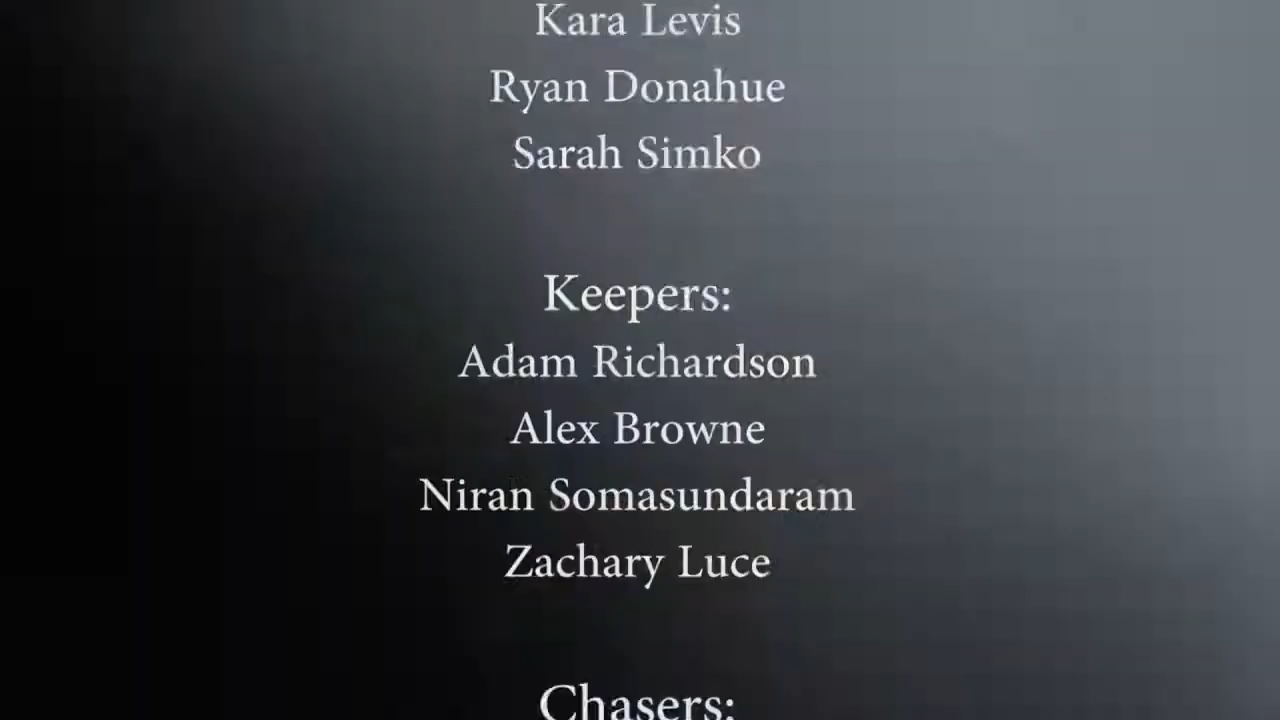 Kara Levis
Ryan Donahue
Sarah Simko
Keepers:
Adam Richardson
Alex Browne
Niran Somasundaram
Zachary Luce
Chasers: